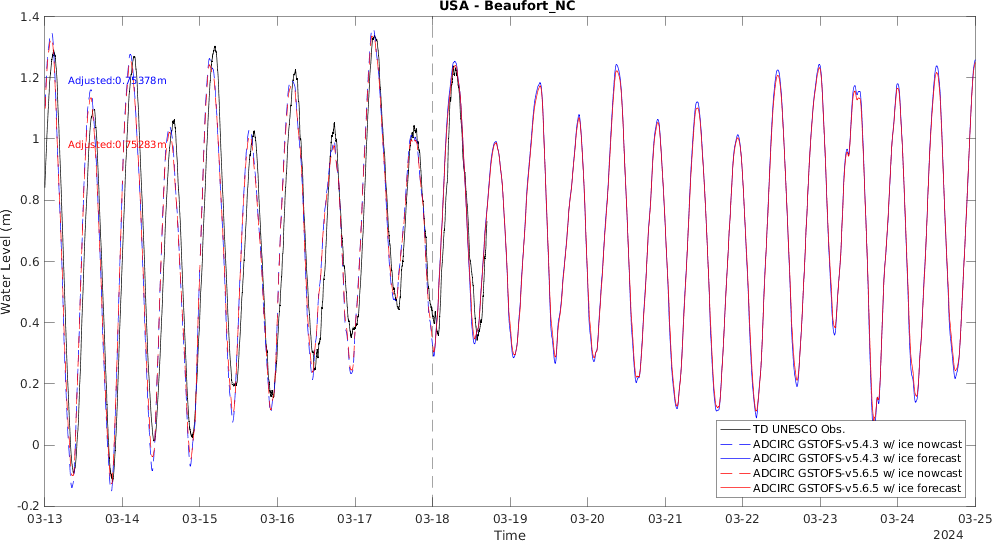 USA - Beaufort_NC
Water Level (m)
1.4
1.2
1
0.8
0.6
0.4
0.2
0
-0.2
Adjusted:0.75378m
Adjusted:0.75283m
TD UNESCO Obs.
ADCIRC GSTOFS-v5.4.3 w/ ice nowcast
ADCIRC GSTOFS-v5.4.3 w/ ice forecast
ADCIRC GSTOFS-v5.6.5 w/ ice nowcast
ADCIRC GSTOFS-v5.6.5 w/ ice forecast
03-13 03-14 03-15 03-16 03-17 03-18 03-19 03-20 03-21 03-22 03-23 03-24 03-25
Time
2024